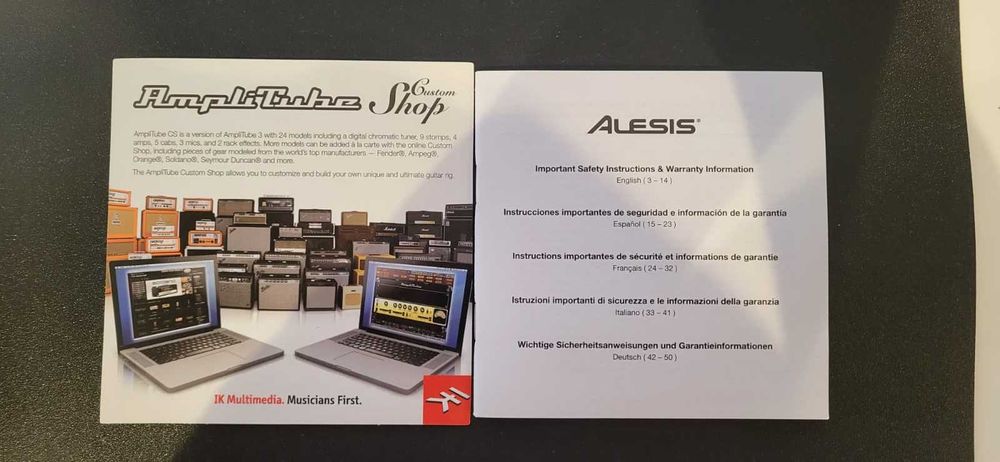 AmpliTube Custom Shop
AmpliTube CS is a version of AmpliTube 3 with 24 models including a digital chromatic tuner, 9 stomps, 4
amps, 5 cabs, 3 mics, and 2 rack effects. More models can be added à la carte with the online Custom
Shop, including pieces of gear modeled from the world's top manufacturers — Fender®, Ampeg®,
Orange®, Soldano®, Seymour Duncan® and more.
The AmpliTube Custom Shop allows you to customize and build your own unique and ultimate guitar rig.
IK Multimedia. Musicians First.
ALESIS®
Important Safety Instructions & Warranty Information
English ( 3 – 14 )
Instrucciones importantes de seguridad e información de la garantía
Español ( 15 – 23 )
Instructions importantes de sécurité et informations de garantie
Français ( 24 – 32 )
Istruzioni importanti di sicurezza e le informazioni della garanzia
Italiano ( 33 – 41 )
Wichtige Sicherheitsanweisungen und Garantieinformationen
Deutsch ( 42 – 50 )